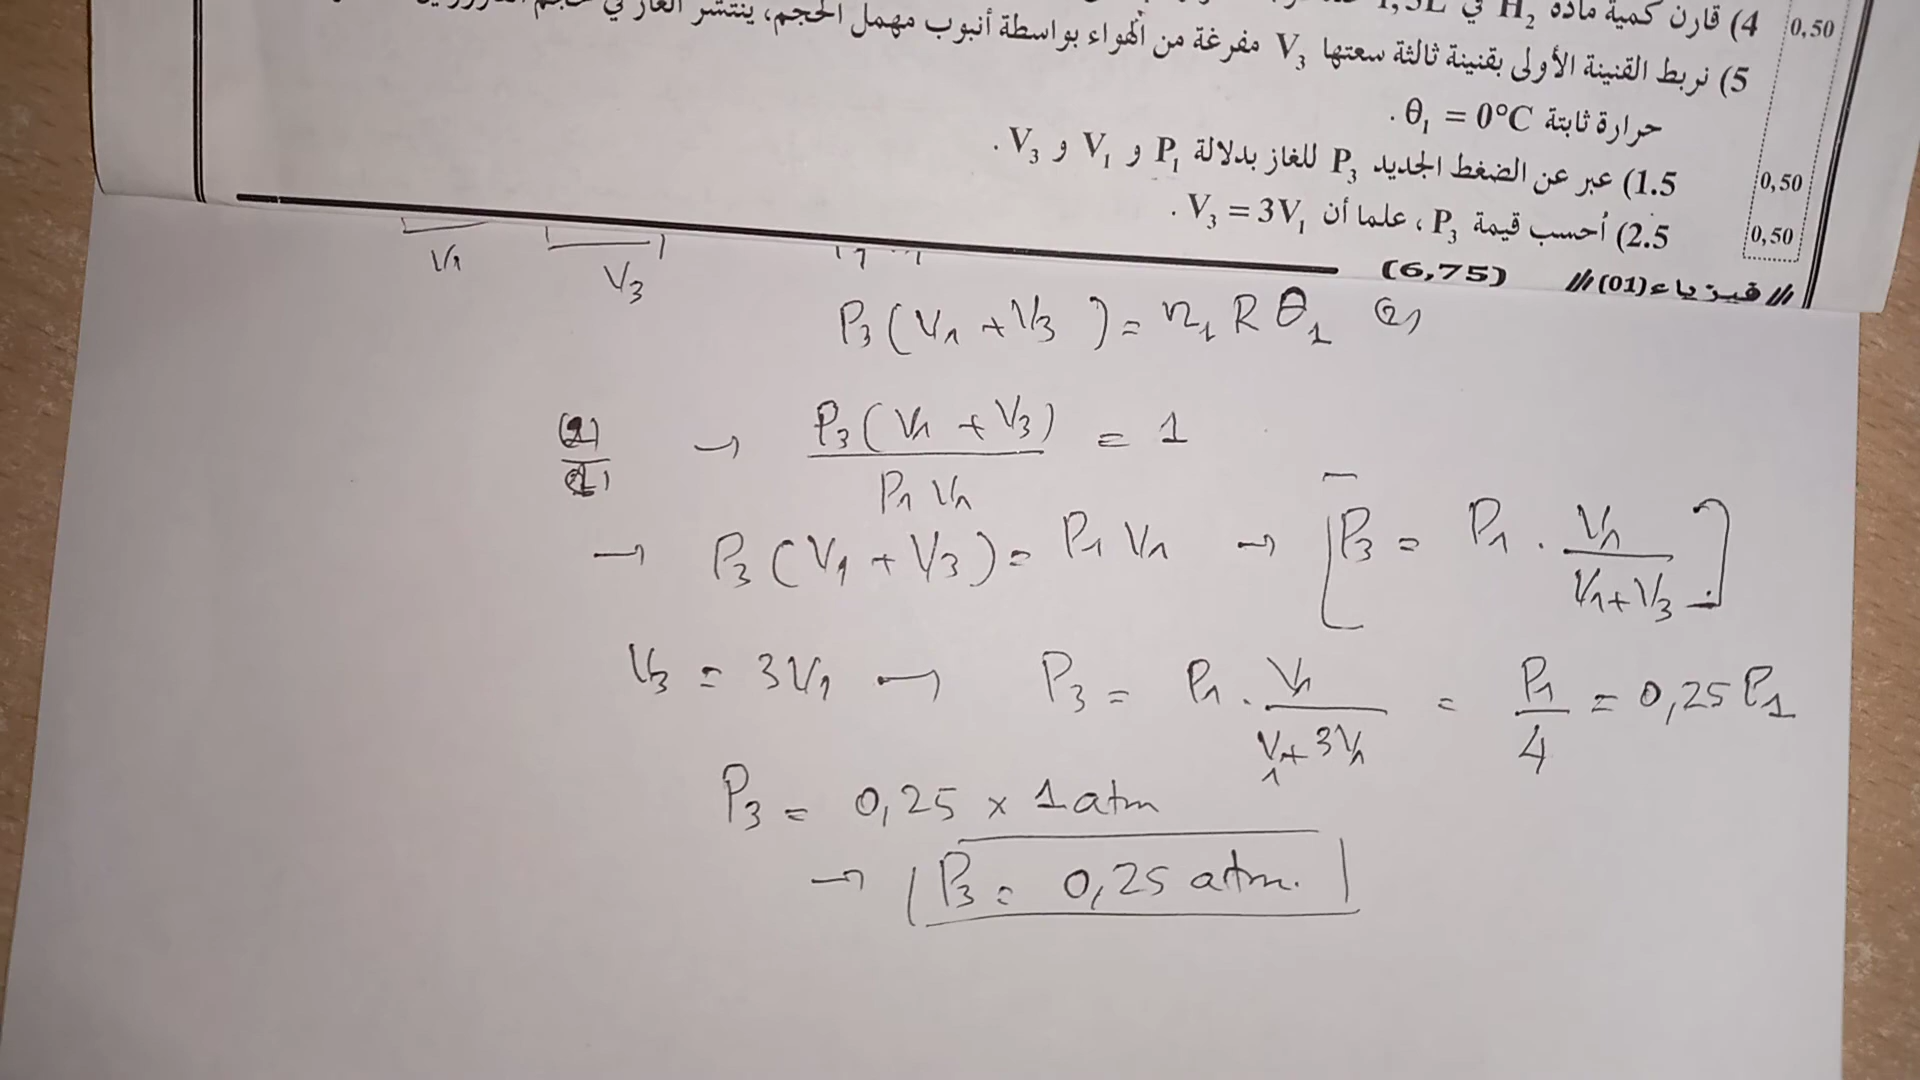 0,50 4) قارن كمية مادة H₂ في
5) نربط القنينة الأولى بقنينة ثالثة سعتها V₃ مفرغة من الهواء بواسطة أنبوب مهمل الحجم، ينتشر الغاز في
حرارة ثابتة θ₁ = 0°C .
0,50 1.5) عبر عن الضغط الجديد P₃ للغاز بدلالة P₁ و V₁ و V₃ .
0,50 2.5) أحسب قيمة P₃ ، علما أن V₃ = 3V₁ .
// فيزياء(01) // (6,75)
V₁ V₃
P₃(V₁ + V₃) = n₁ R θ₁ (2)
(2)/(1) → P₃(V₁ + V₃)/P₁ V₁ = 1
→ P₃(V₁ + V₃) = P₁ V₁ → [P₃ = P₁ . V₁/V₁+V₃]
V₃ = 3V₁ → P₃ = P₁ . V₁/V₁+3V₁ = P₁/4 = 0,25 P₁
P₃ = 0,25 × 1 atm
→ P₃ = 0,25 atm.